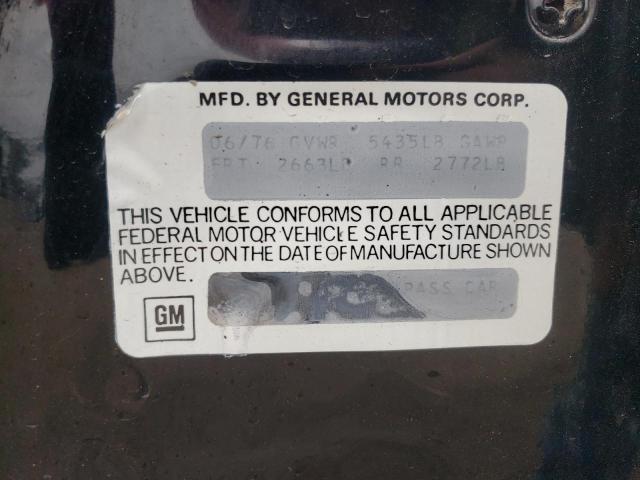 MFD. BY GENERAL MOTORS CORP.
06/76 GVWR 5435LB GAWR
FRT 2663LB RR 2772LB
THIS VEHICLE CONFORMS TO ALL APPLICABLE
FEDERAL MOTOR VEHICLE SAFETY STANDARDS
IN EFFECT ON THE DATE OF MANUFACTURE SHOWN
ABOVE.
PASS CAR
GM